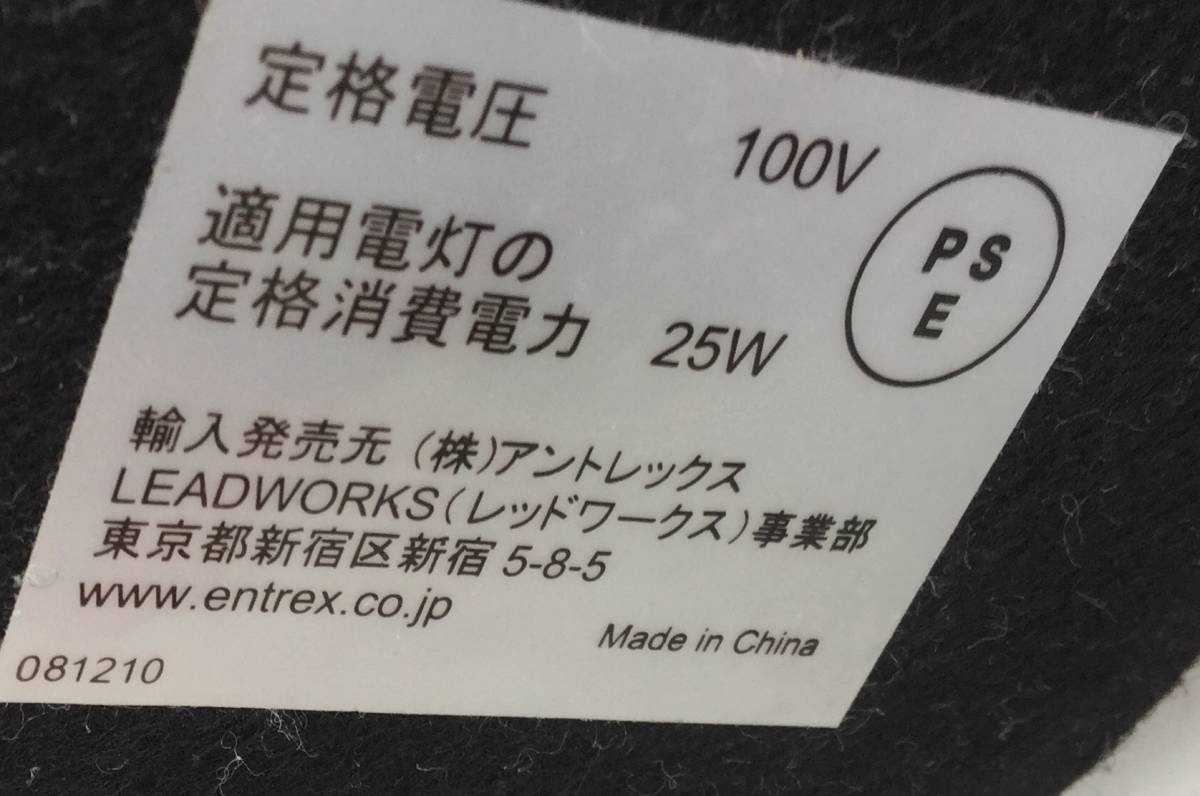 定格電圧 100V
PS
E
適用電灯の
定格消費電力 25W
輸入発売元 (株)アントレックス
LEADWORKS(レッドワークス)事業部
東京都新宿区新宿 5-8-5
www.entrex.co.jp
Made in China
081210